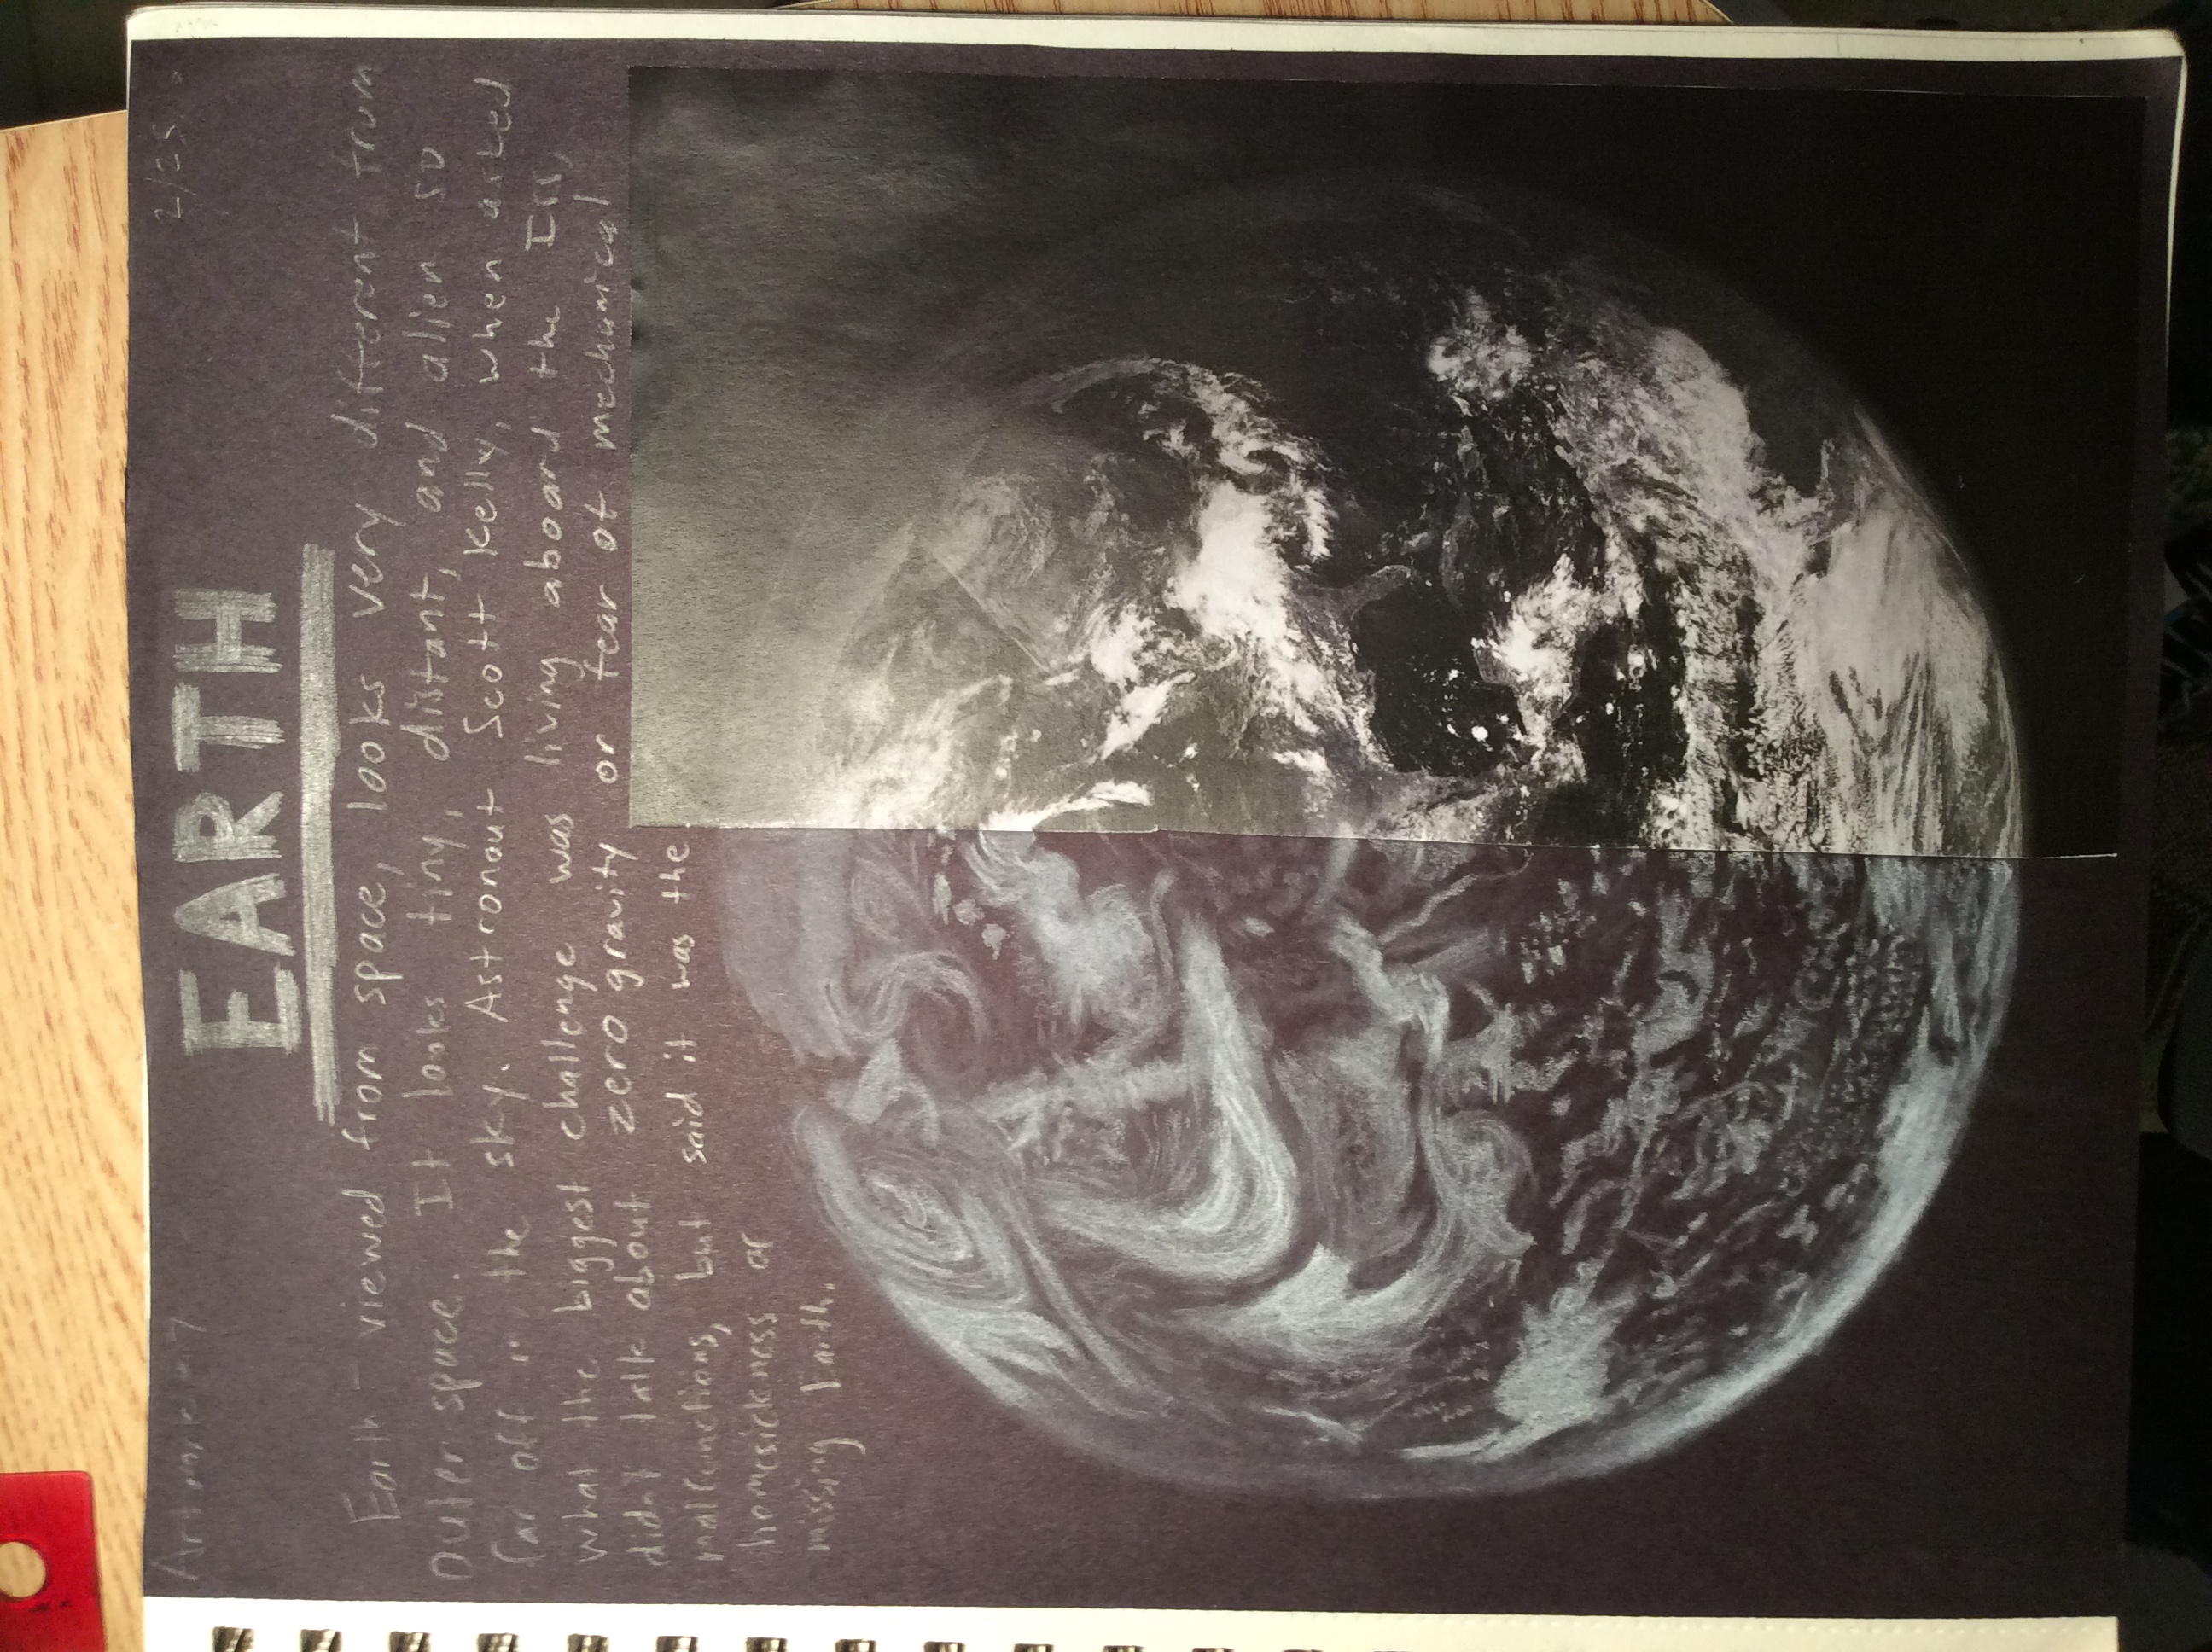 Artwork #7
2/25
EARTH
Earth - viewed from space, looks very different from
Outer space. It looks tiny, distant, and alien so
far off in the sky. Astronaut Scott Kelly, when asked
what the biggest challenge was living aboard the ISS,
didn't talk about zero gravity or fear of mechanical
malfunctions, but said it was the
homesickness or
missing Earth.